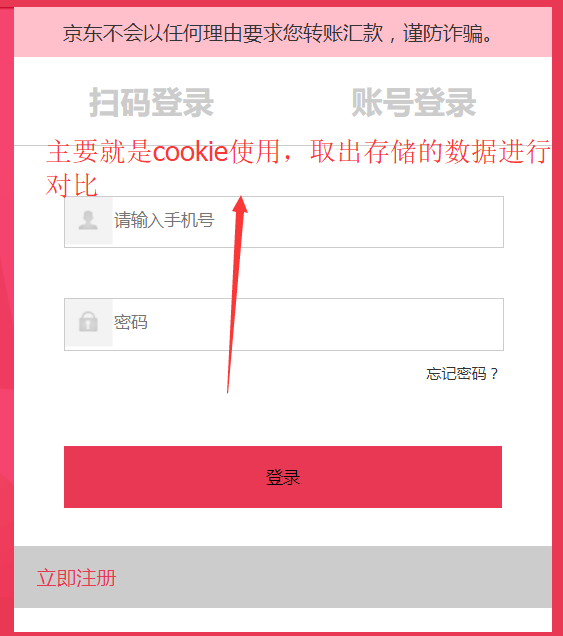 京东不会以任何理由要求您转账汇款，谨防诈骗。
扫码登录 账号登录
主要就是cookie使用，取出存储的数据进行
对比
请输入手机号
密码
忘记密码？
登录
立即注册